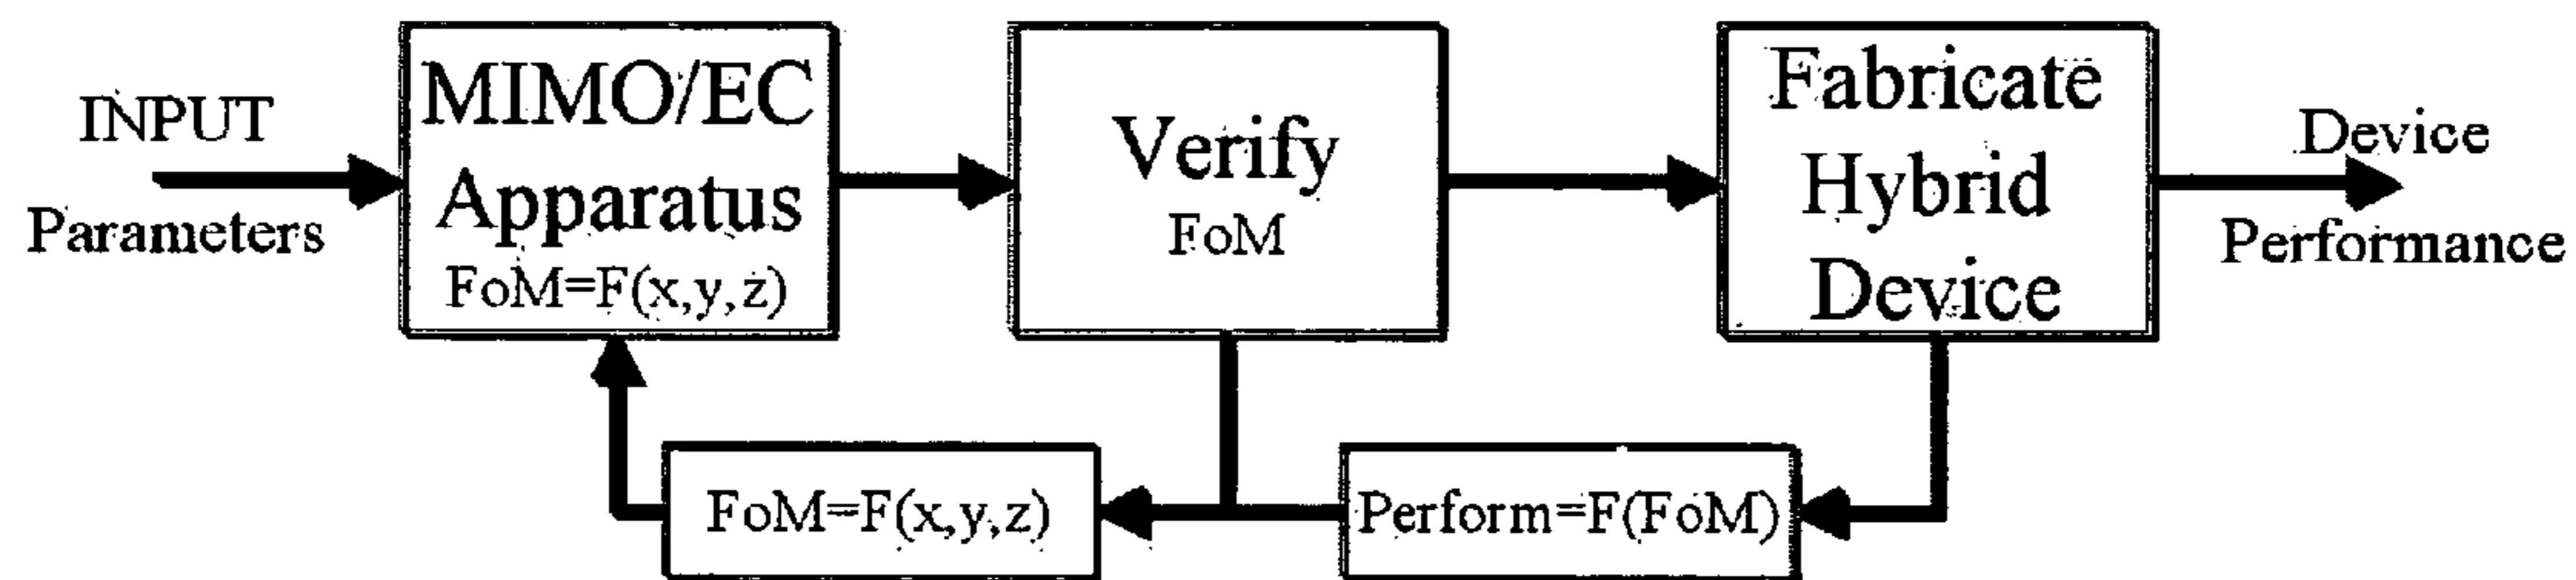 INPUT
Parameters
MIMO/EC
Apparatus
FoM=F(x,y,z)
Verify
FoM
Fabricate
Hybrid
Device
Device
Performance
FoM=F(x,y,z)
Perform=F(FoM)